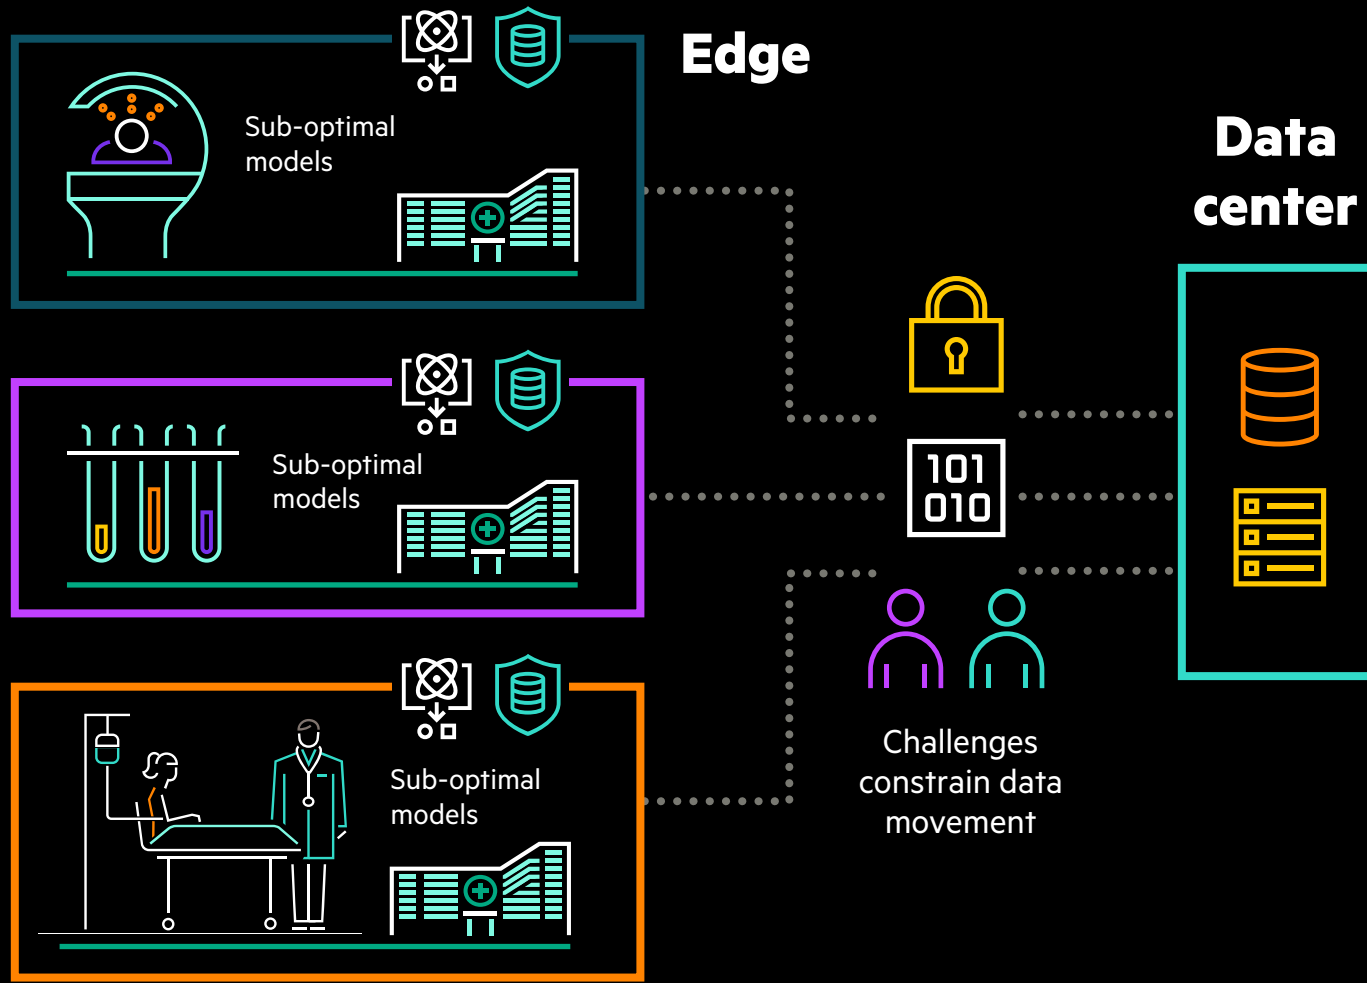 Edge
Data
center
Sub-optimal
models
Sub-optimal
models
Sub-optimal
models
101
010
Challenges
constrain data
movement